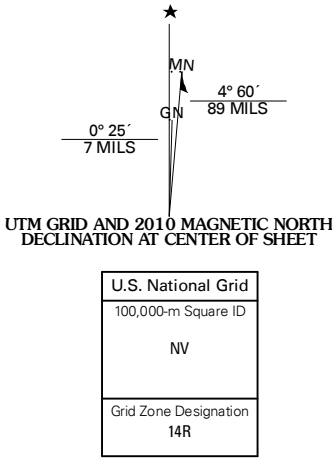 ★
MN
4° 60´
89 MILS
GN
0° 25´
7 MILS
UTM GRID AND 2010 MAGNETIC NORTH
DECLINATION AT CENTER OF SHEET
U.S. National Grid
100,000-m Square ID
NV
Grid Zone Designation
14R